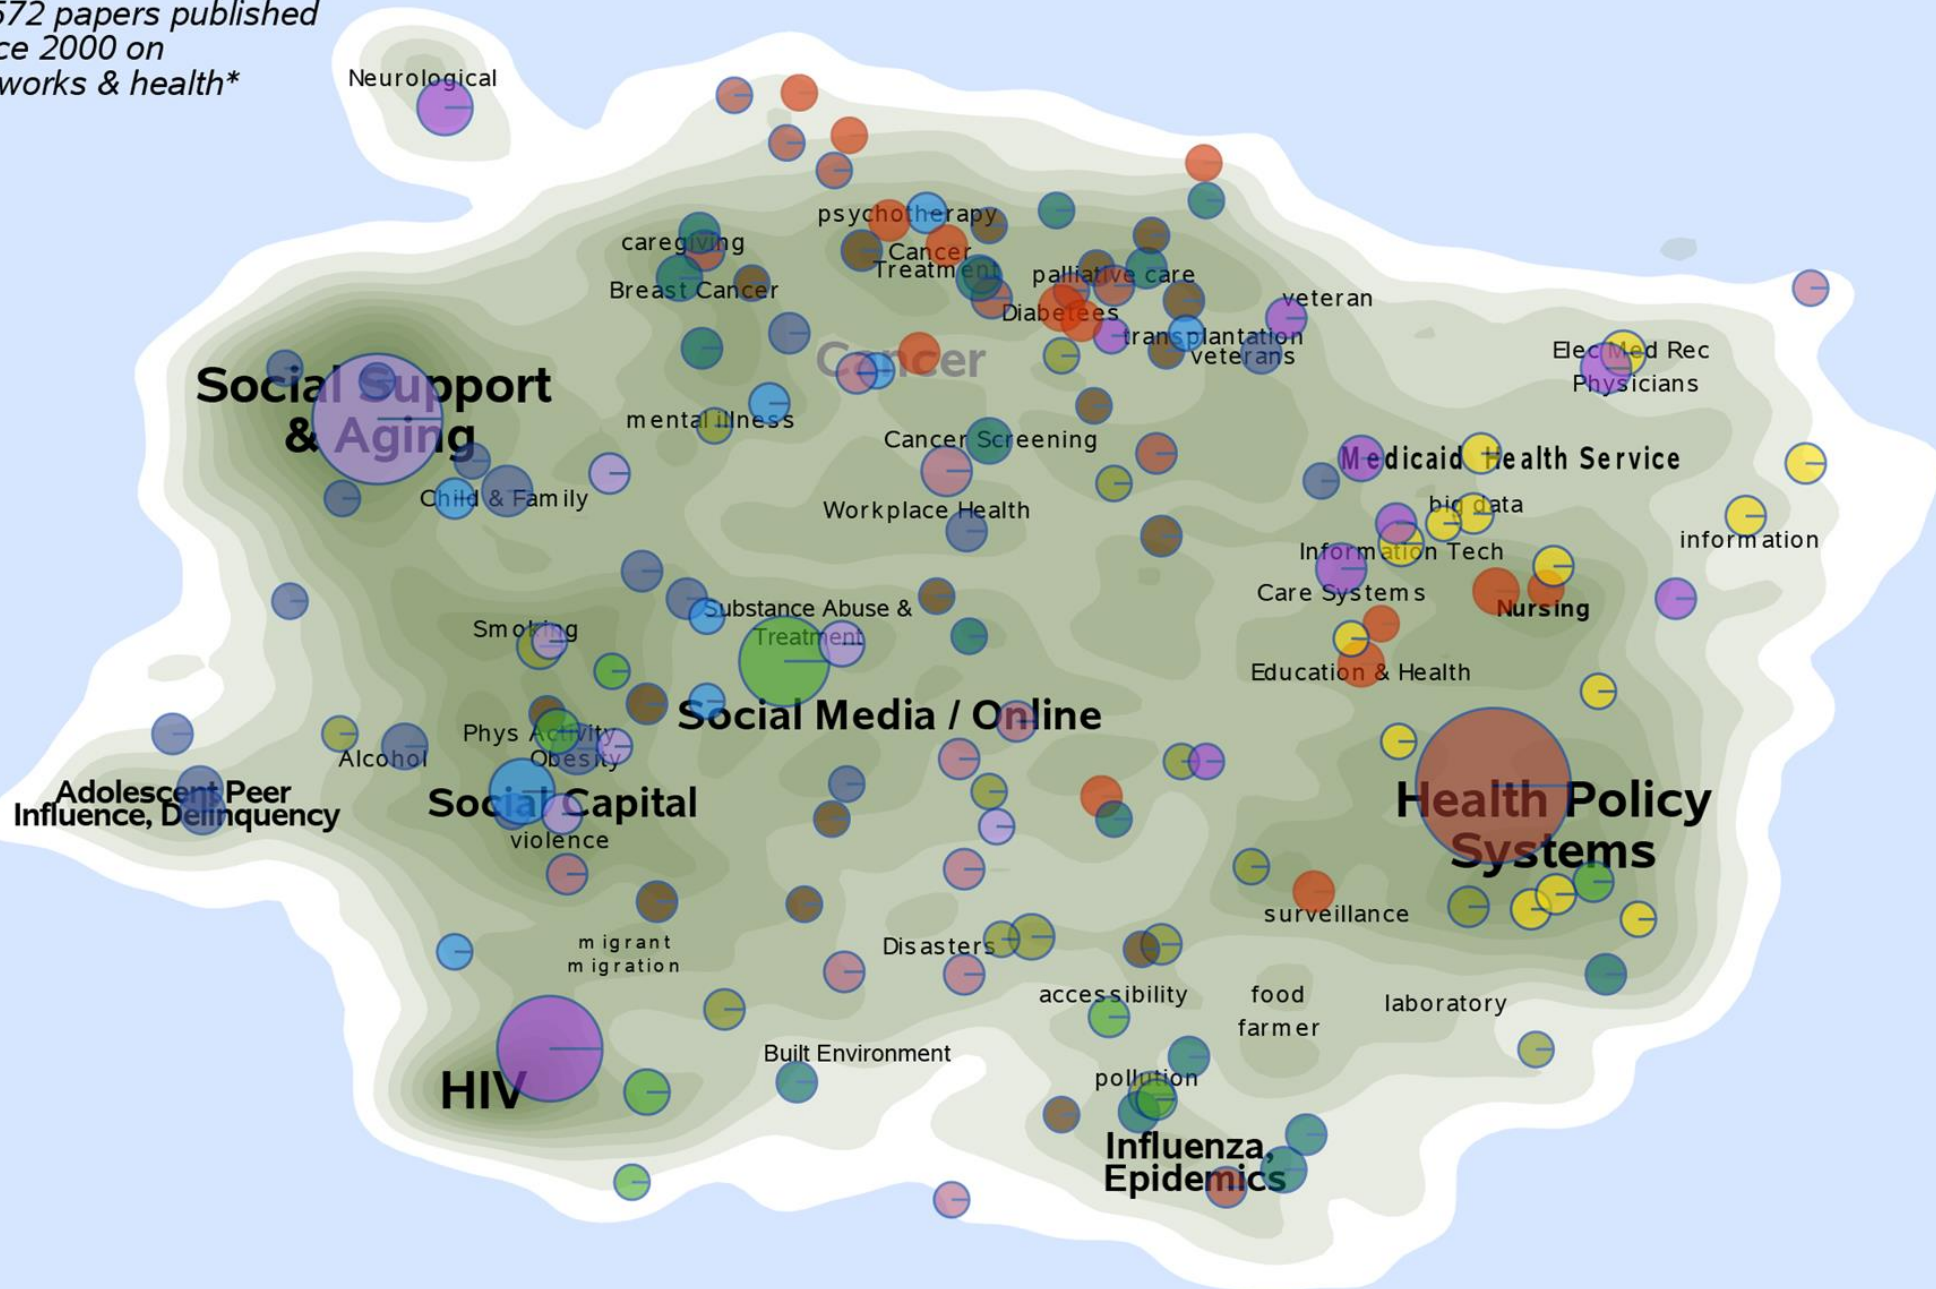 572 papers published
ce 2000 on
works & health*
Neurological
psychotherapy
caregiving
Cancer
Treatment
Breast Cancer
palliative care
Diabetees
veteran
transplantation
veterans
Cancer
Elec Med Rec
Physicians
Social Support
& Aging
mental illness
Cancer Screening
Medicaid Health Service
Child & Family
Workplace Health
big data
information
Information Tech
Care Systems
Nursing
Substance Abuse &
Treatment
Smoking
Education & Health
Social Media / Online
Phys Activity
Obesity
Alcohol
Adolescent Peer
Influence, Delinquency
Social Capital
violence
Health Policy
Systems
surveillance
migrant
migration
Disasters
accessibility
food
farmer
laboratory
Built Environment
pollution
HIV
Influenza,
Epidemics